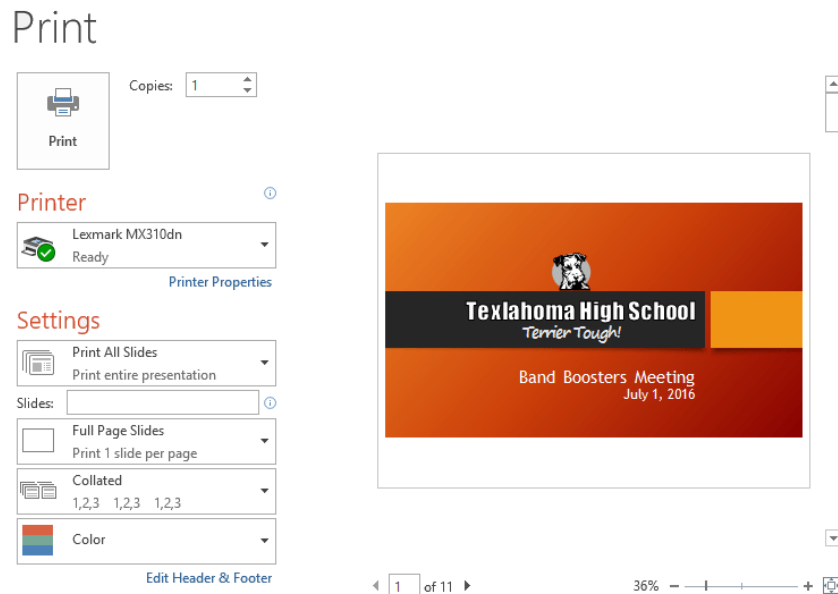 Print
Copies: 1
Print
Printer
Lexmark MX310dn
Ready
Printer Properties
Settings
Print All Slides
Print entire presentation
Slides:
Full Page Slides
Print 1 slide per page
Collated
1,2,3 1,2,3 1,2,3
Color
Edit Header & Footer
Texlahoma High School
Terrier Tough!
Band Boosters Meeting
July 1, 2016
1 of 11
36%